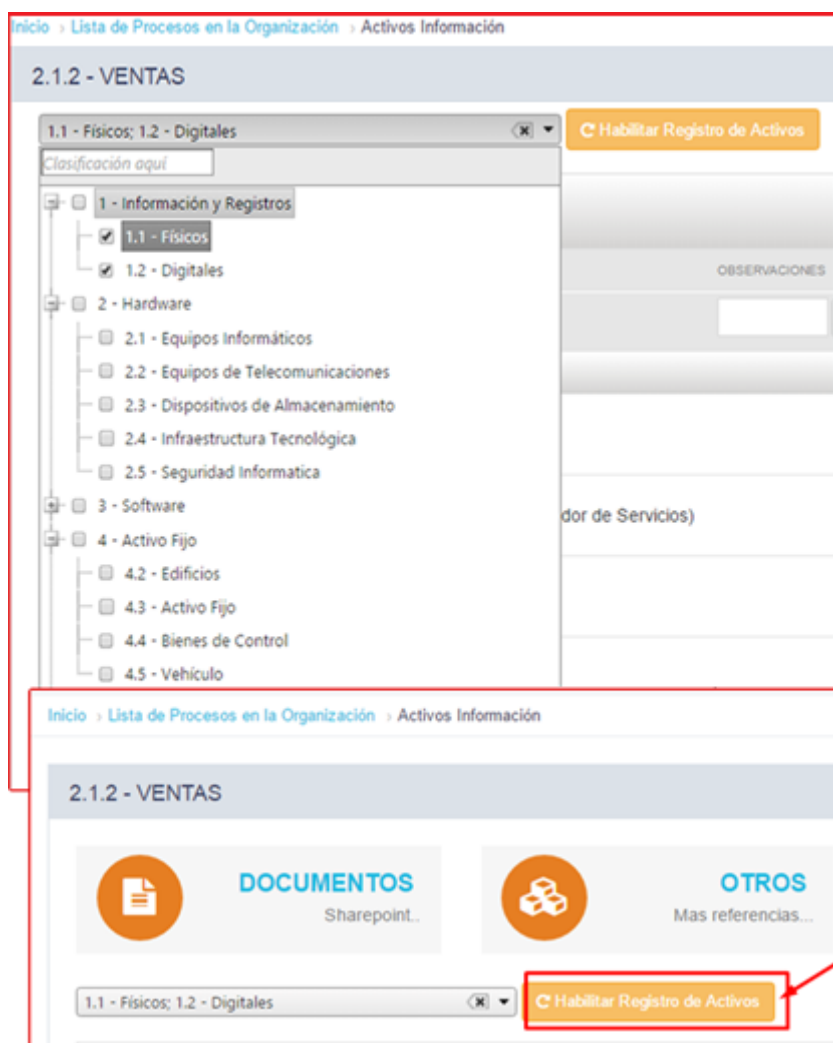 Inicio > Lista de Procesos en la Organización > Activos Información
2.1.2 - VENTAS
1.1 - Físicos; 1.2 - Digitales
Habilitar Registro de Activos
Clasificación aquí
1 - Información y Registros
1.1 - Físicos
1.2 - Digitales
OBSERVACIONES
2 - Hardware
2.1 - Equipos Informáticos
2.2 - Equipos de Telecomunicaciones
2.3 - Dispositivos de Almacenamiento
2.4 - Infraestructura Tecnológica
2.5 - Seguridad Informatica
3 - Software
dor de Servicios)
4 - Activo Fijo
4.2 - Edificios
4.3 - Activo Fijo
4.4 - Bienes de Control
4.5 - Vehículo
Inicio > Lista de Procesos en la Organización > Activos Información
2.1.2 - VENTAS
DOCUMENTOS
Sharepoint..
OTROS
Mas referencias...
1.1 - Físicos; 1.2 - Digitales
Habilitar Registro de Activos